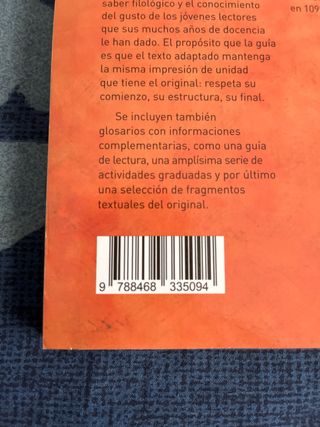 saber filológico y el conocimiento
del gusto de los jóvenes lectores
que sus muchos años de docencia
le han dado. El propósito que la guía
es que el texto adaptado mantenga
la misma impresión de unidad
que tiene el original: respeta su
comienzo, su estructura, su final.
Se incluyen también
glosarios con informaciones
complementarias, como una guía
de lectura, una amplísima serie de
actividades graduadas y por último
una selección de fragmentos
textuales del original.
en 109
9 788468 335094